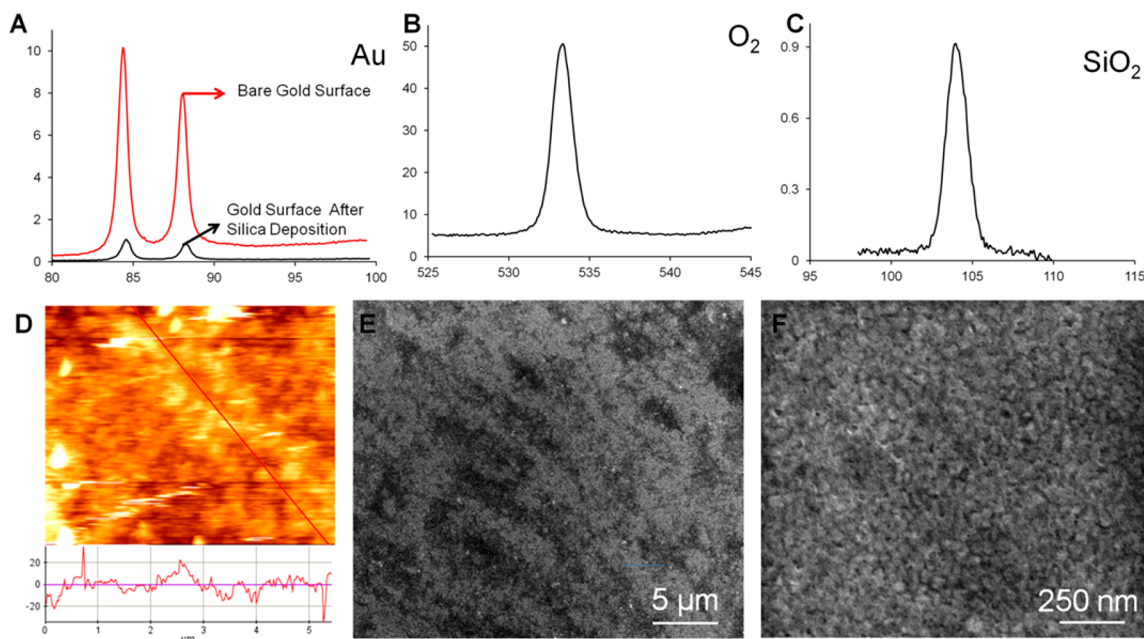 A
Au
10
8
6
4
2
0
80
85
90
95
100
Bare Gold Surface
Gold Surface After
Silica Deposition
B
O₂
50
40
30
20
10
0
525
530
535
540
545
C
SiO₂
0.9
0.6
0.3
0
95
100
105
110
115
D
20
0
-20
0
1
2
3
4
5
E
5 μm
F
250 nm